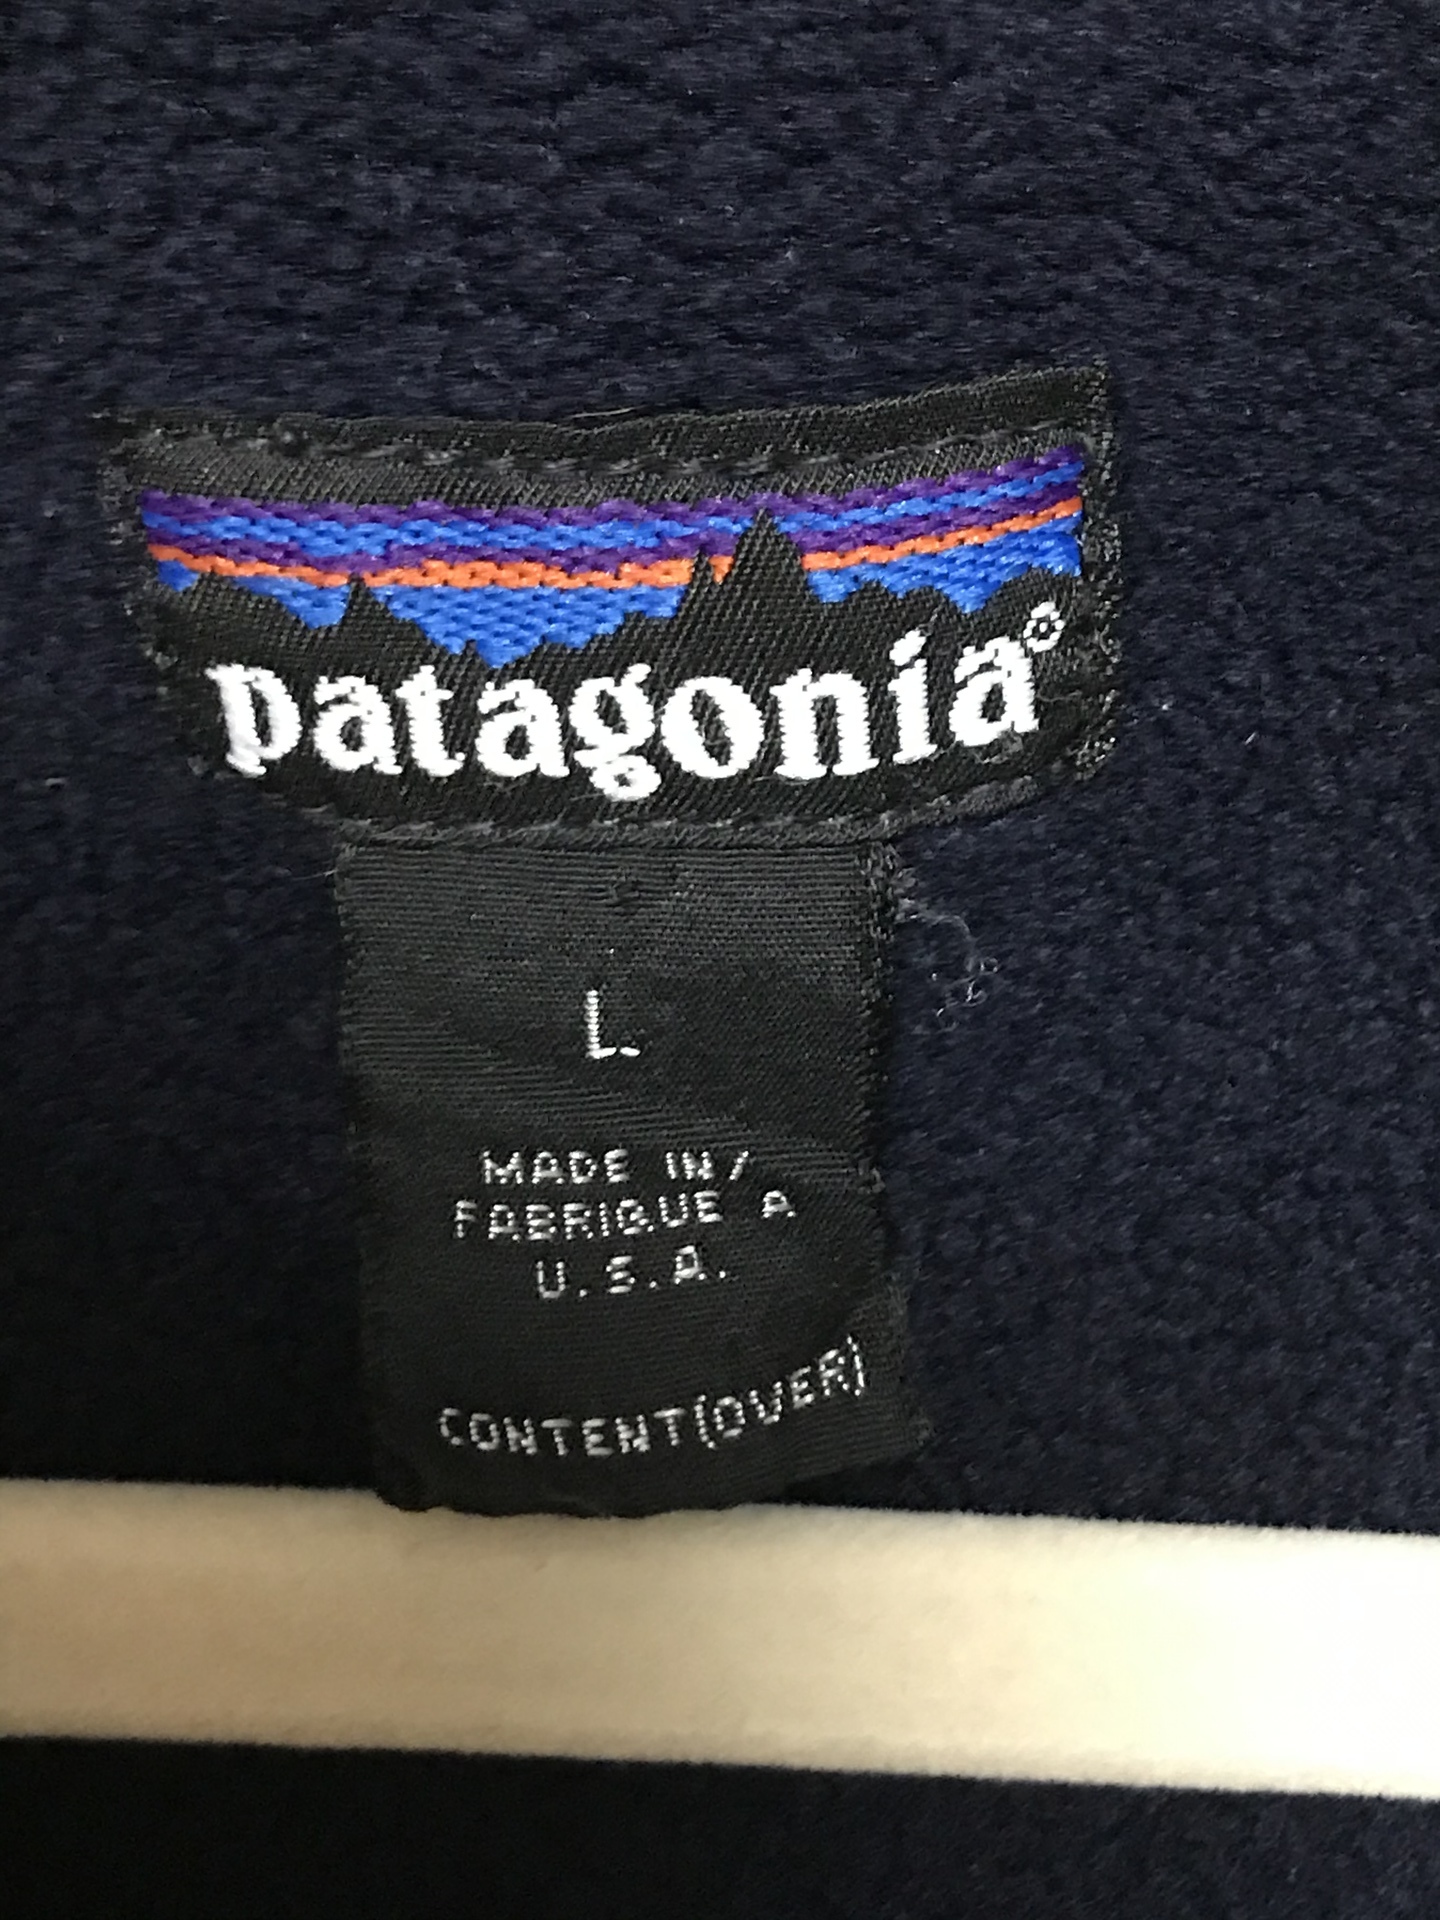 patagonia®
L
MADE IN/
FABRIQUE A
U.S.A.
CONTENT(OVER)